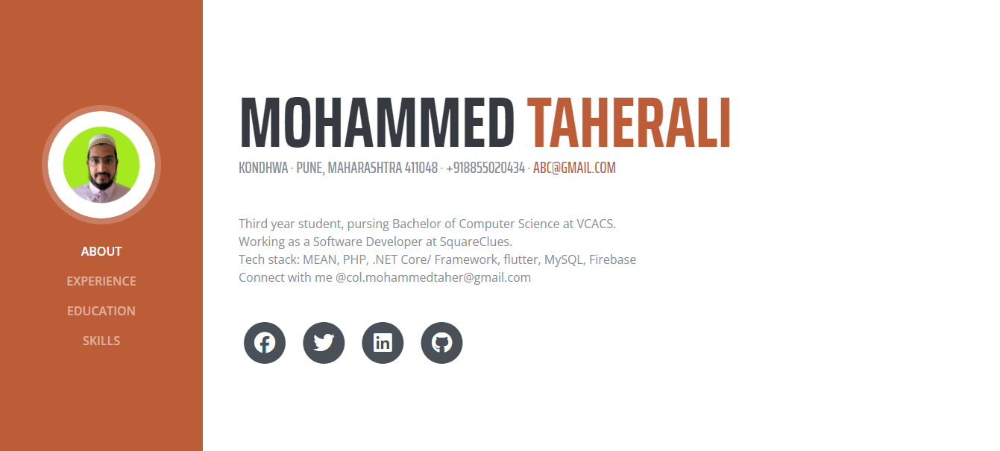 ABOUT
EXPERIENCE
EDUCATION
SKILLS
MOHAMMED TAHERALI
KONDHWA · PUNE, MAHARASHTRA 411048 · +918855020434 · ABC@GMAIL.COM
Third year student, pursing Bachelor of Computer Science at VCACS.
Working as a Software Developer at SquareClues.
Tech stack: MEAN, PHP, .NET Core/ Framework, flutter, MySQL, Firebase
Connect with me @col.mohammedtaher@gmail.com